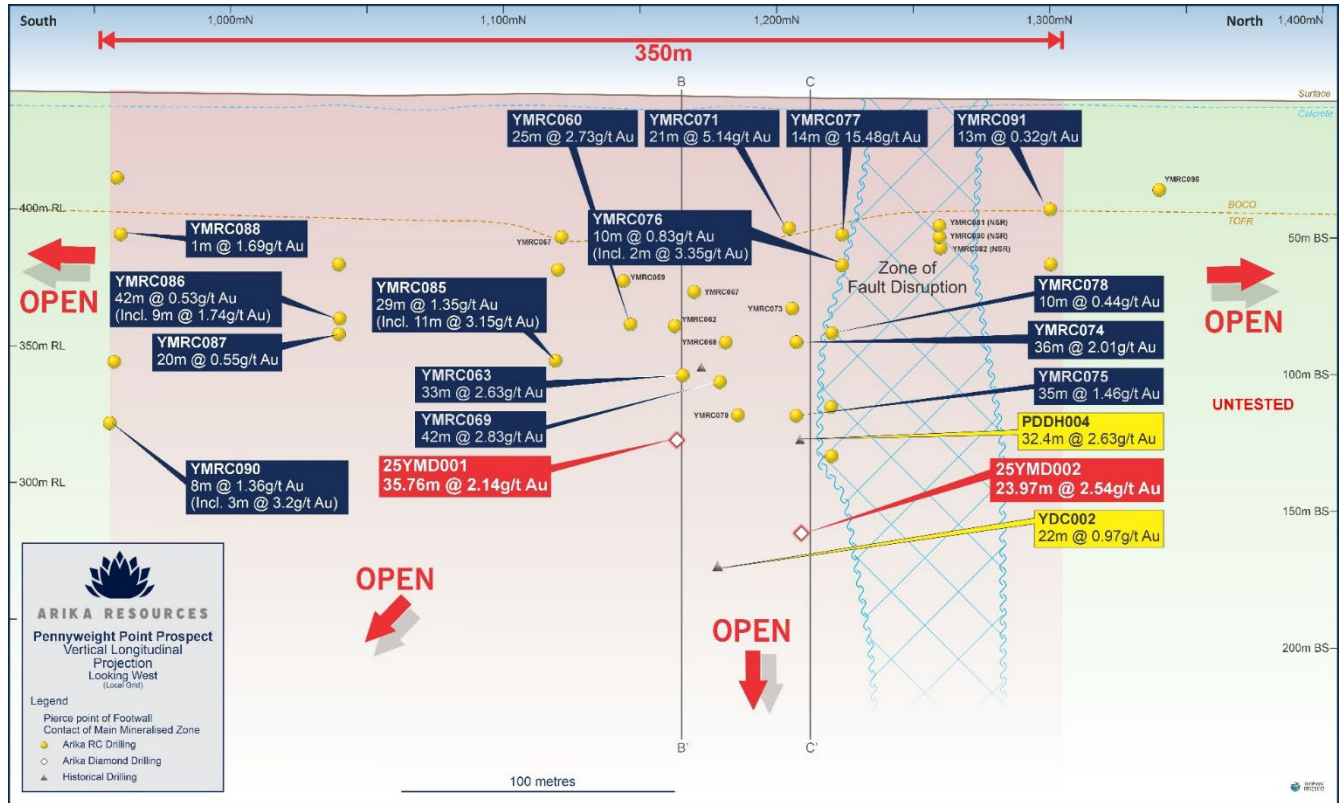 South
1,000mN
1,100mN
1,200mN
1,300mN
North
1,400mN
350m
B
C
Surface
Calcrete
YMRC060
25m @ 2.73g/t Au
YMRC071
21m @ 5.14g/t Au
YMRC077
14m @ 15.48g/t Au
YMRC091
13m @ 0.32g/t Au
YMRC095
400m RL
BOCO
TOFR
YMRC088
1m @ 1.69g/t Au
YMRC057
YMRC076
10m @ 0.83g/t Au
(Incl. 2m @ 3.35g/t Au)
YMRC081 (NSR)
YMRC080 (NSR)
YMRC082 (NSR)
50m BS
Zone of
Fault Disruption
OPEN
YMRC086
42m @ 0.53g/t Au
(Incl. 9m @ 1.74g/t Au)
YMRC085
29m @ 1.35g/t Au
(Incl. 11m @ 3.15g/t Au)
YMRC067
YMRC073
YMRC078
10m @ 0.44g/t Au
OPEN
YMRC087
20m @ 0.55g/t Au
YMRC062
YMRC068
YMRC074
36m @ 2.01g/t Au
350m RL
YMRC063
33m @ 2.63g/t Au
YMRC075
35m @ 1.46g/t Au
100m BS
UNTESTED
YMRC069
42m @ 2.83g/t Au
YMRC070
PDDH004
32.4m @ 2.63g/t Au
25YMD001
35.76m @ 2.14g/t Au
25YMD002
23.97m @ 2.54g/t Au
YMRC090
8m @ 1.36g/t Au
(Incl. 3m @ 3.2g/t Au)
300m RL
150m BS
YDC002
22m @ 0.97g/t Au
OPEN
OPEN
200m BS
ARIKA RESOURCES
Pennyweight Point Prospect
Vertical Longitudinal
Projection
Looking West
(Local Grid)
Legend
Pierce point of Footwall
Contact of Main Mineralised Zone
Arika RC Drilling
Arika Diamond Drilling
Historical Drilling
B'
C'
100 metres